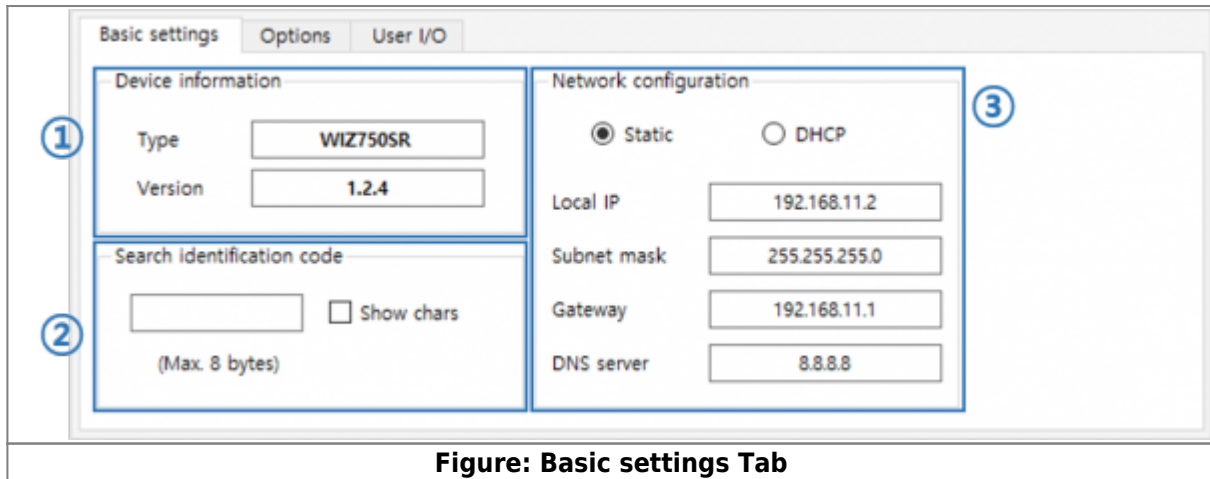 Basic settings Options User I/O
Device information
①
Type WIZ750SR
Version 1.2.4
Search identification code
②
Show chars
(Max. 8 bytes)
Network configuration
③
Static DHCP
Local IP 192.168.11.2
Subnet mask 255.255.255.0
Gateway 192.168.11.1
DNS server 8.8.8.8
Figure: Basic settings Tab